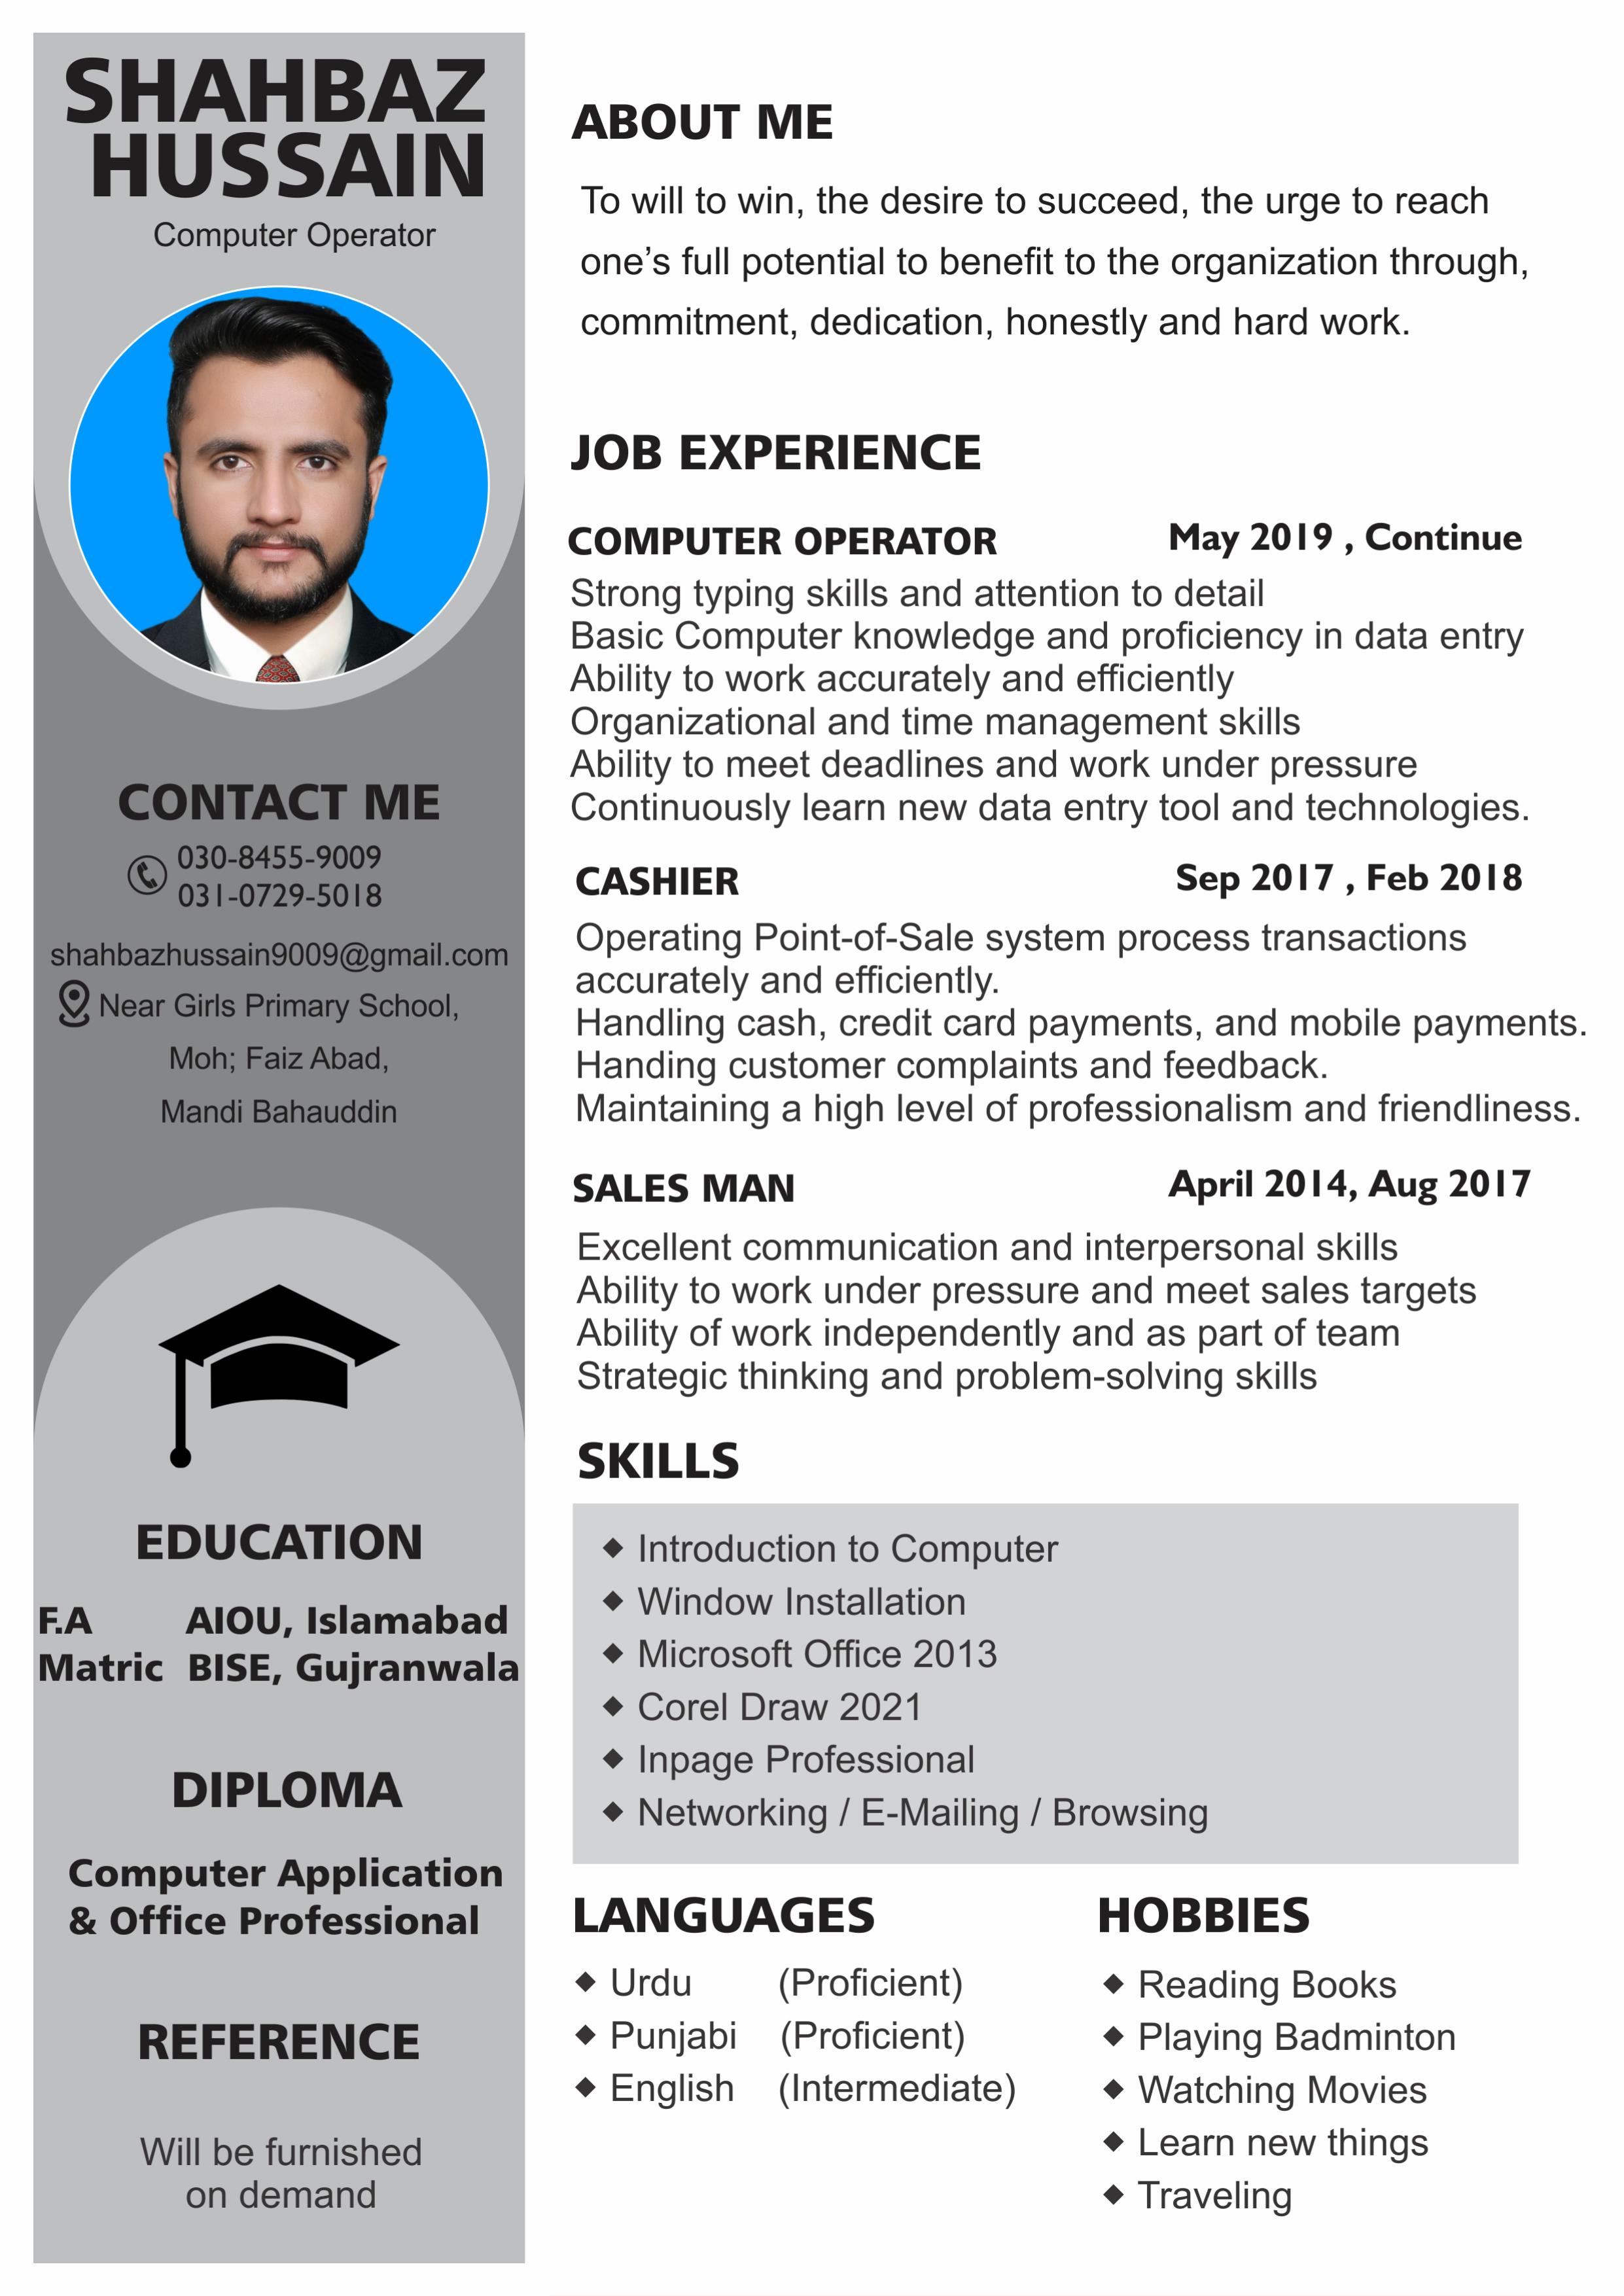 SHAHBAZ
HUSSAIN
Computer Operator
CONTACT ME
030-8455-9009
031-0729-5018
shahbazhussain9009@gmail.com
Near Girls Primary School,
Moh; Faiz Abad,
Mandi Bahauddin
EDUCATION
F.A AIOU, Islamabad
Matric BISE, Gujranwala
DIPLOMA
Computer Application
& Office Professional
REFERENCE
Will be furnished
on demand
ABOUT ME
To will to win, the desire to succeed, the urge to reach
one’s full potential to benefit to the organization through,
commitment, dedication, honestly and hard work.
JOB EXPERIENCE
COMPUTER OPERATOR May 2019 , Continue
Strong typing skills and attention to detail
Basic Computer knowledge and proficiency in data entry
Ability to work accurately and efficiently
Organizational and time management skills
Ability to meet deadlines and work under pressure
Continuously learn new data entry tool and technologies.
CASHIER Sep 2017 , Feb 2018
Operating Point-of-Sale system process transactions
accurately and efficiently.
Handling cash, credit card payments, and mobile payments.
Handing customer complaints and feedback.
Maintaining a high level of professionalism and friendliness.
SALES MAN April 2014, Aug 2017
Excellent communication and interpersonal skills
Ability to work under pressure and meet sales targets
Ability of work independently and as part of team
Strategic thinking and problem-solving skills
SKILLS
◆ Introduction to Computer
◆ Window Installation
◆ Microsoft Office 2013
◆ Corel Draw 2021
◆ Inpage Professional
◆ Networking / E-Mailing / Browsing
LANGUAGES
◆ Urdu (Proficient)
◆ Punjabi (Proficient)
◆ English (Intermediate)
HOBBIES
◆ Reading Books
◆ Playing Badminton
◆ Watching Movies
◆ Learn new things
◆ Traveling